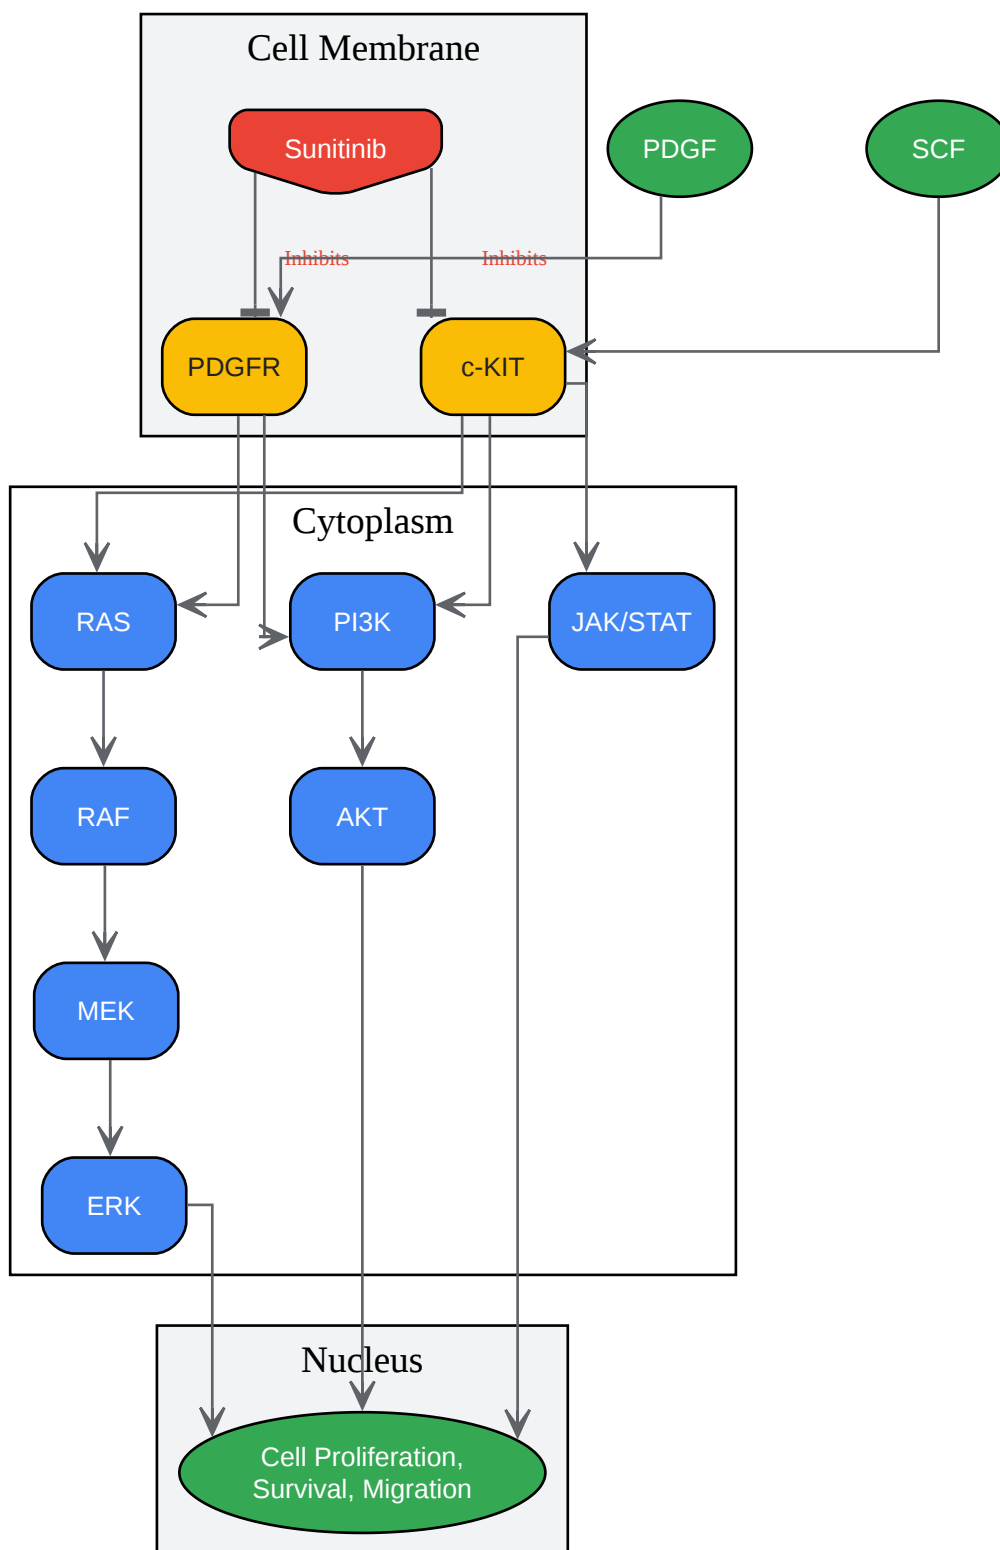 Cell Membrane
Sunitinib
PDGF
SCF
Inhibits
Inhibits
PDGFR
c-KIT
Cytoplasm
RAS
PI3K
JAK/STAT
RAF
AKT
MEK
ERK
Nucleus
Cell Proliferation,
Survival, Migration